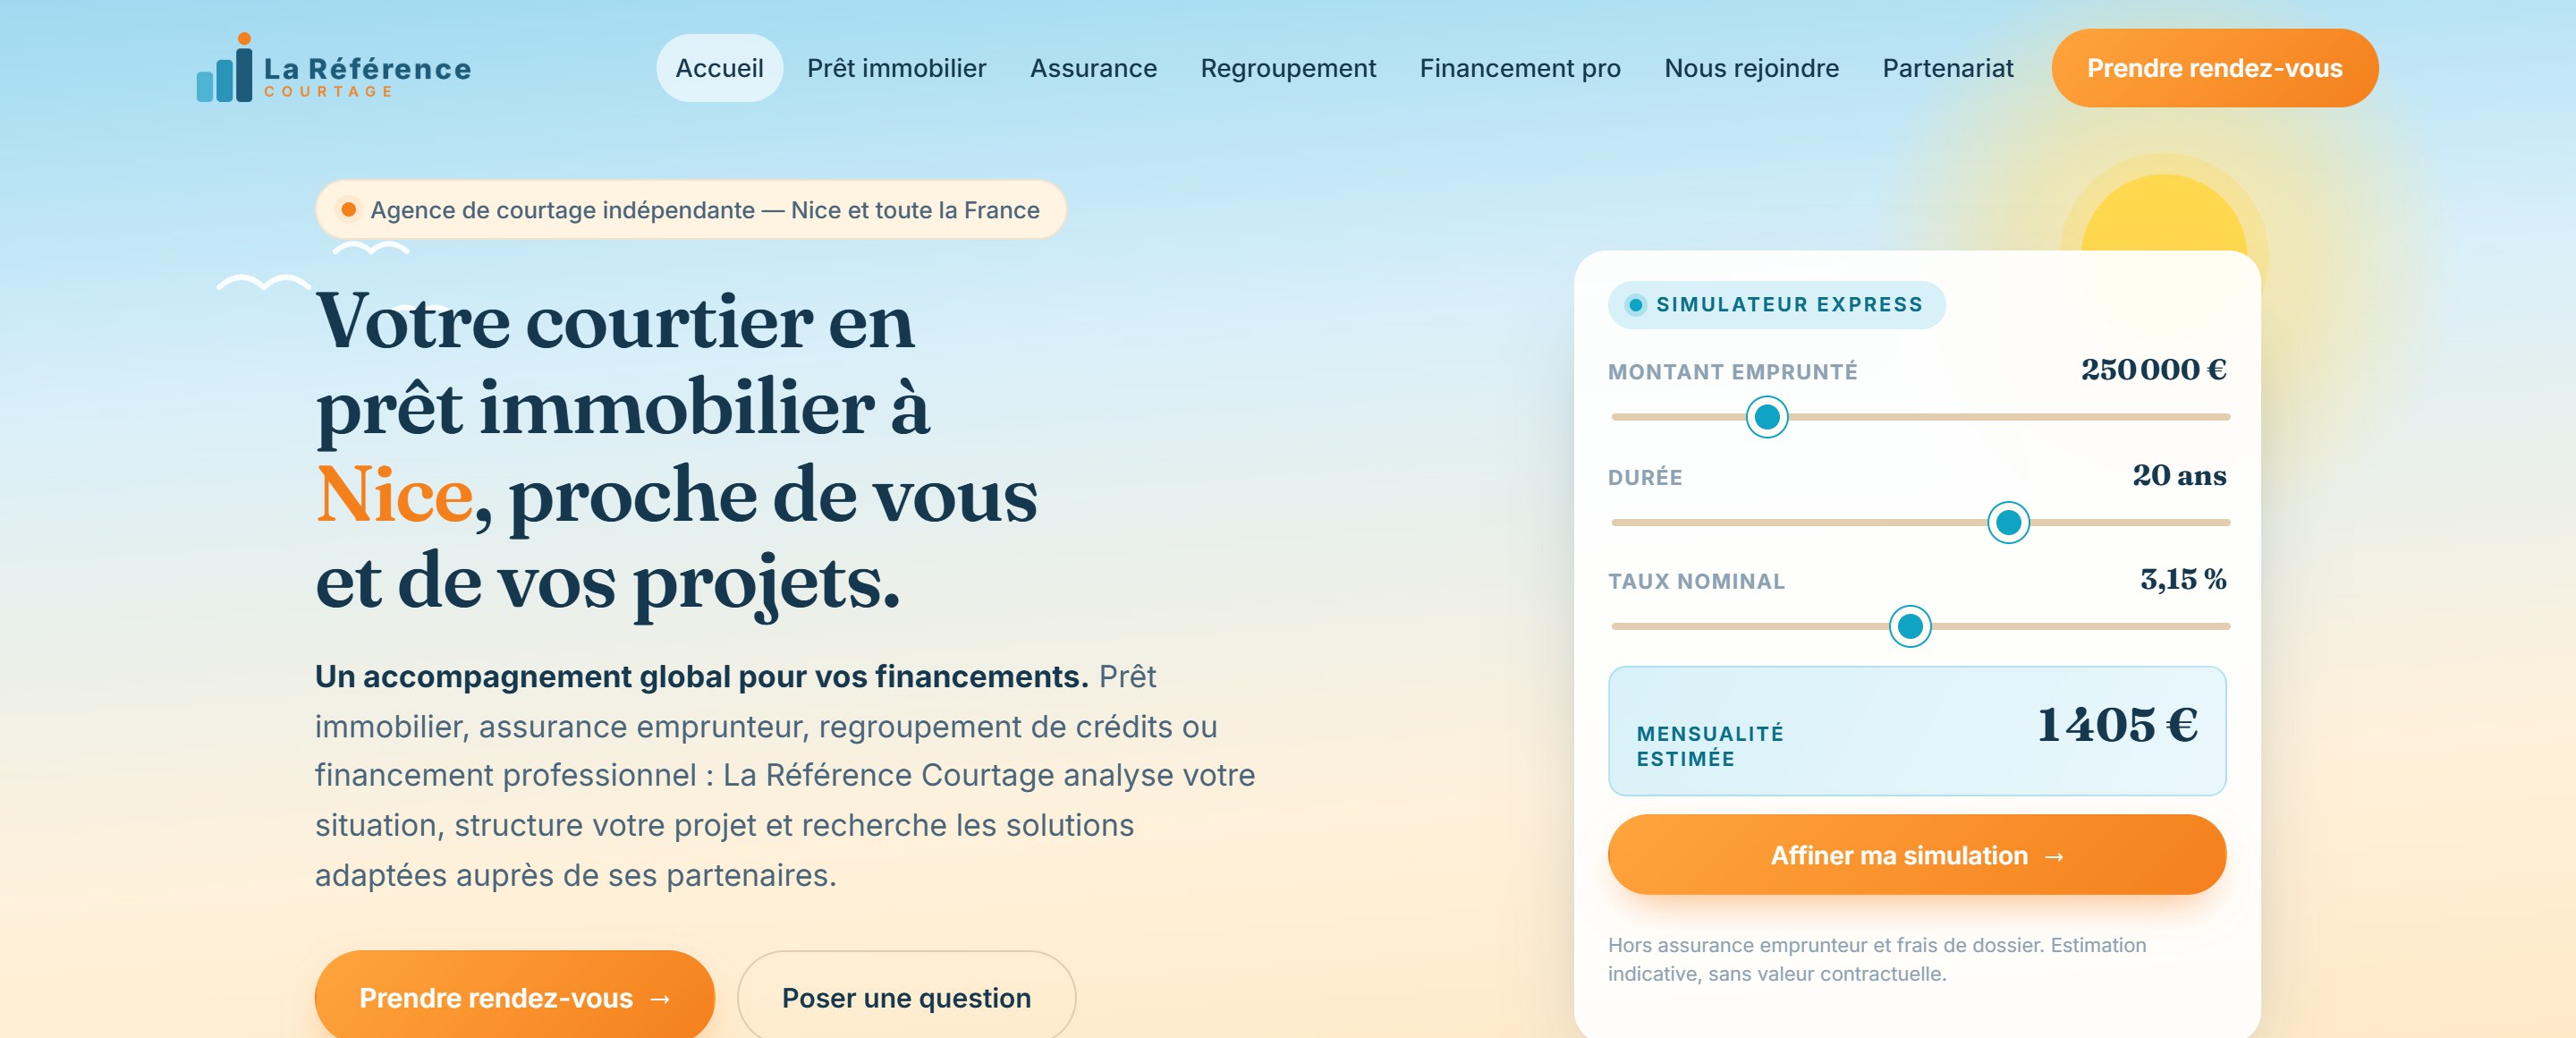 La Référence
COURTAGE
Accueil
Prêt immobilier
Assurance
Regroupement
Financement pro
Nous rejoindre
Partenariat
Prendre rendez-vous
Agence de courtage indépendante — Nice et toute la France
Votre courtier en
prêt immobilier à
Nice, proche de vous
et de vos projets.
Un accompagnement global pour vos financements. Prêt
immobilier, assurance emprunteur, regroupement de crédits ou
financement professionnel : La Référence Courtage analyse votre
situation, structure votre projet et recherche les solutions
adaptées auprès de ses partenaires.
Prendre rendez-vous →
Poser une question
SIMULATEUR EXPRESS
MONTANT EMPRUNTÉ 250 000 €
DURÉE 20 ans
TAUX NOMINAL 3,15 %
MENSUALITÉ
ESTIMÉE
1 405 €
Affiner ma simulation →
Hors assurance emprunteur et frais de dossier. Estimation
indicative, sans valeur contractuelle.